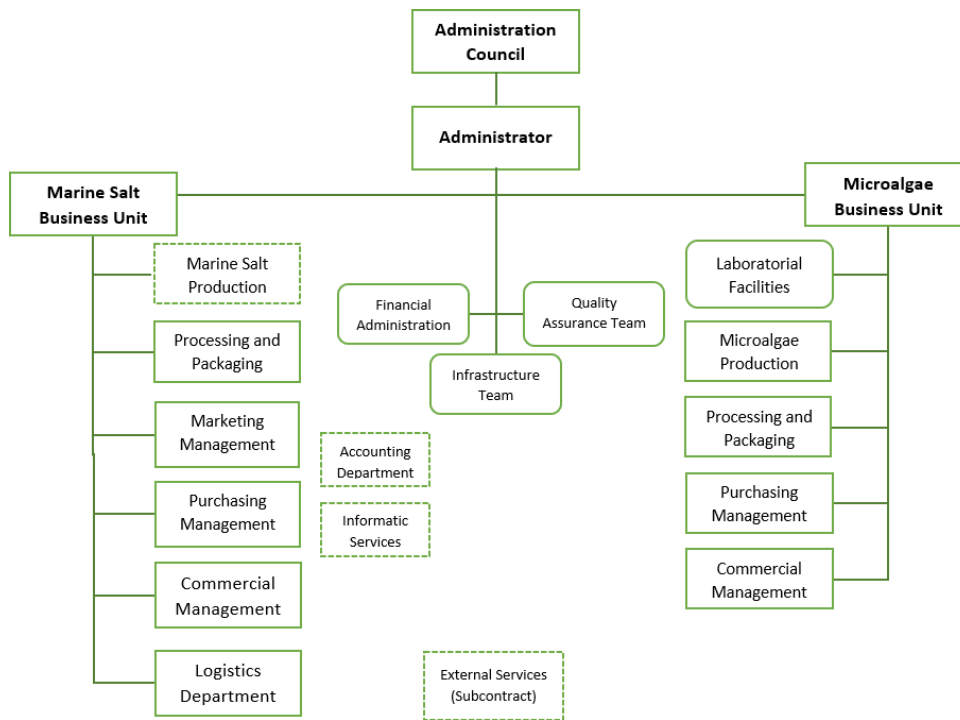 Administration
Council
Administrator
Marine Salt
Business Unit
Microalgae
Business Unit
Marine Salt
Production
Processing and
Packaging
Marketing
Management
Purchasing
Management
Commercial
Management
Logistics
Department
Financial
Administration
Quality
Assurance Team
Infrastructure
Team
Accounting
Department
Informatic
Services
External Services
(Subcontract)
Laboratorial
Facilities
Microalgae
Production
Processing and
Packaging
Purchasing
Management
Commercial
Management